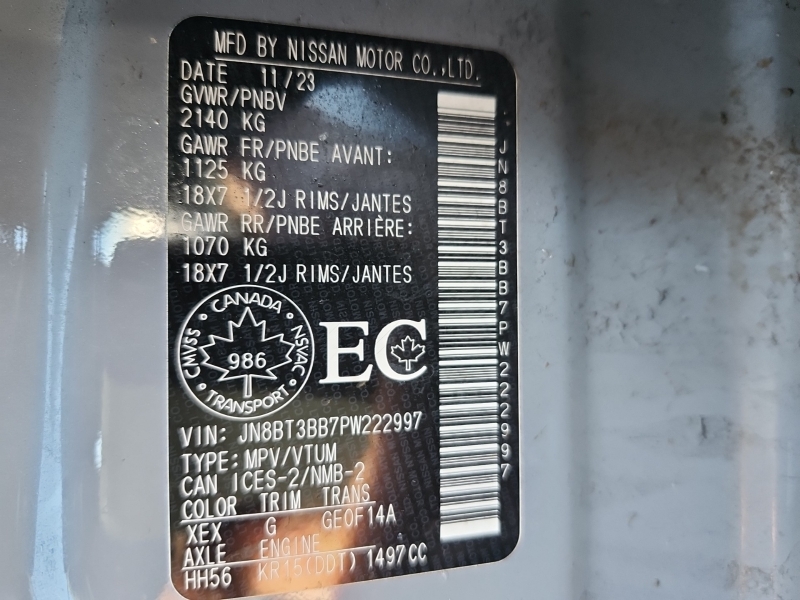 MFD BY NISSAN MOTOR CO.,LTD.
DATE 11/23
GVWR/PNBV
2140 KG
GAWR FR/PNBE AVANT:
1125 KG
18X7 1/2J RIMS/JANTES
GAWR RR/PNBE ARRIÈRE:
1070 KG
18X7 1/2J RIMS/JANTES
CANADA
CMVSS NSVAC
986
TRANSPORT
EC
VIN: JN8BT3BB7PW222997
TYPE: MPV/VTUM
CAN ICES-2/NMB-2
COLOR TRIM TRANS
XEX G GE0F14A
AXLE ENGINE
HH56 KR15(DDT) 1497CC
JN8BT3BB7PW222997